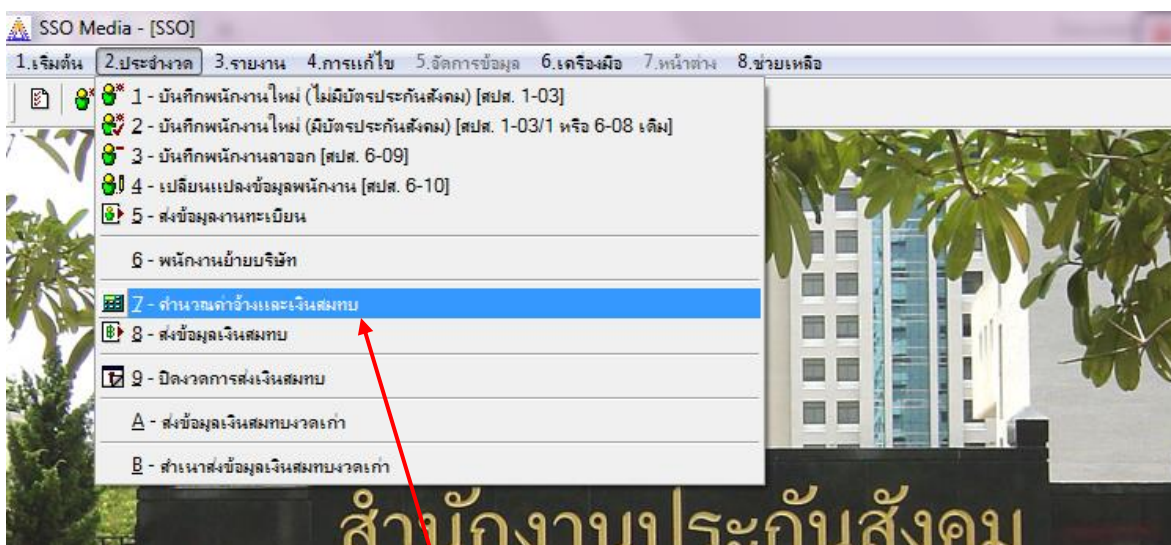 SSO Media - [SSO]
1.เริ่มต้น 2.ประจำงวด 3.รายงาน 4.การแก้ไข 5.จัดการข้อมูล 6.เครื่องมือ 7.หน้าต่าง 8.ช่วยเหลือ
1 - บันทึกพนักงานใหม่ (ไม่มีบัตรประกันสังคม) [สปส. 1-03]
2 - บันทึกพนักงานใหม่ (มีบัตรประกันสังคม) [สปส. 1-03/1 หรือ 6-08 เดิม]
3 - บันทึกพนักงานลาออก [สปส. 6-09]
4 - เปลี่ยนแปลงข้อมูลพนักงาน [สปส. 6-10]
5 - ส่งข้อมูลงานทะเบียน
6 - พนักงานย้ายบริษัท
7 - คำนวณค่าจ้างและเงินสมทบ
8 - ส่งข้อมูลเงินสมทบ
9 - ปิดงวดการส่งเงินสมทบ
A - ส่งข้อมูลเงินสมทบงวดเก่า
B - สำเนาส่งข้อมูลเงินสมทบงวดเก่า
สำนักงานประกันสังคม